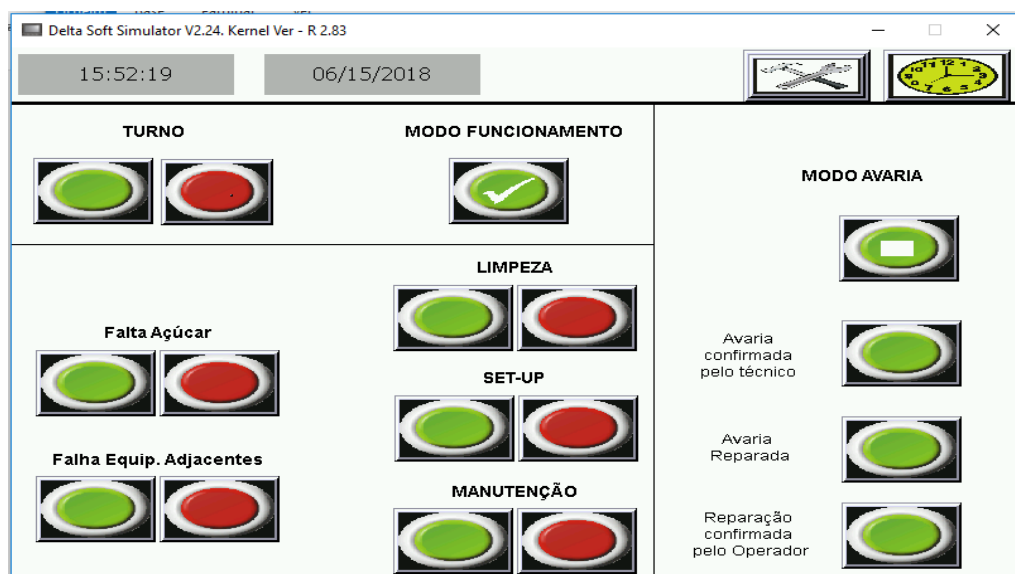 Delta Soft Simulator V2.24. Kernel Ver - R 2.83
15:52:19
06/15/2018
TURNO
MODO FUNCIONAMENTO
MODO AVARIA
LIMPEZA
Falta Açúcar
SET-UP
Falha Equip. Adjacentes
MANUTENÇÃO
Avaria
confirmada
pelo técnico
Avaria
Reparada
Reparação
confirmada
pelo Operador